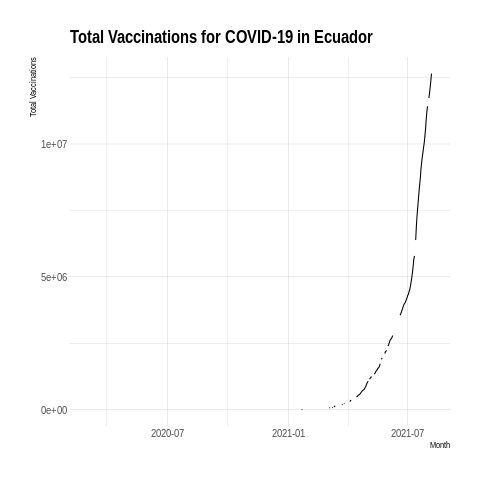 Total Vaccinations for COVID-19 in Ecuador
Total Vaccinations
1e+07
5e+06
0e+00
2020-07 2021-01 2021-07
Month